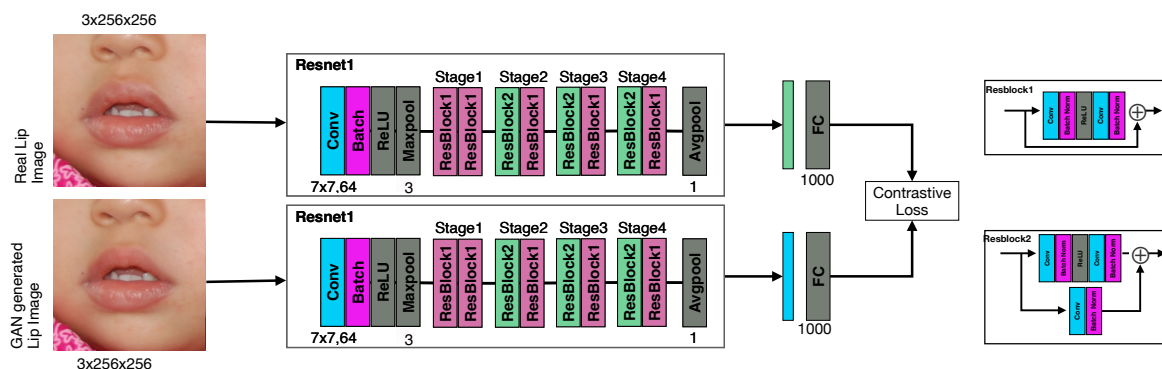 3x256x256
Real Lip
Image
Resnet1
Stage1 Stage2 Stage3 Stage4
Conv
Batch
ReLU
Maxpool
ResBlock1
ResBlock1
ResBlock2
ResBlock1
ResBlock2
ResBlock1
ResBlock2
ResBlock1
Avgpool
7x7,64 3 1
FC
1000
GAN generated
Lip Image
3x256x256
Resnet1
Stage1 Stage2 Stage3 Stage4
Conv
Batch
ReLU
Maxpool
ResBlock1
ResBlock1
ResBlock2
ResBlock1
ResBlock2
ResBlock1
ResBlock2
ResBlock1
Avgpool
7x7,64 3 1
FC
1000
Contrastive
Loss
Resblock1
Conv
Batch Norm
ReLU
Conv
Batch Norm
Resblock2
Conv
Batch Norm
ReLU
Conv
Batch Norm
Conv
Batch Norm